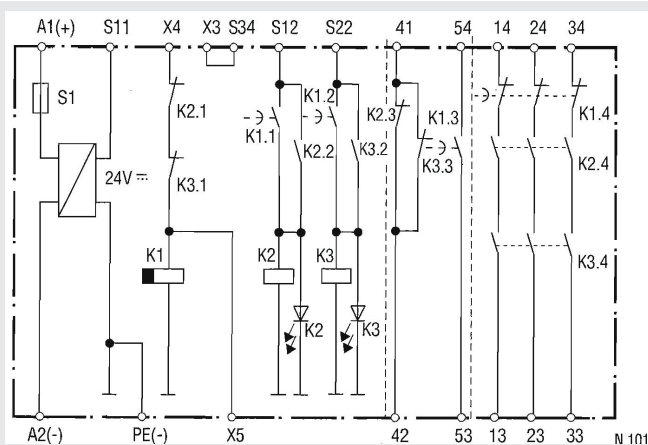 A1(+) S11 X4 X3 S34 S12 S22 41 54 14 24 34
S1
K2.1
K1.2
K1.1
K2.3
K1.3
K1.4
K2.2
K3.2
K3.3
K2.4
24V
K3.1
K1
K2
K3
K3.4
K2
K3
A2(-) PE(-) X5 42 53 13 23 33
N 101